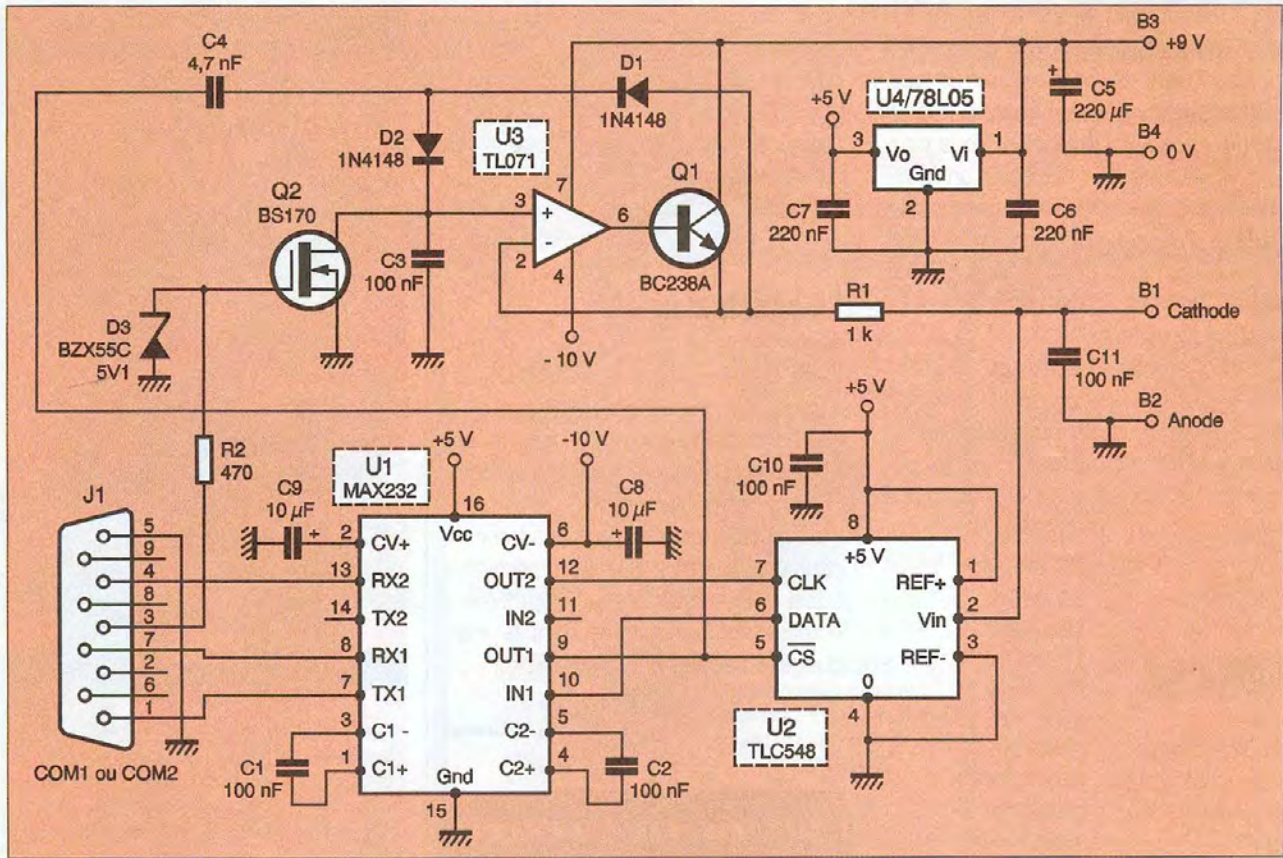 C4
4,7 nF
D1
1N4148
D2
1N4148
U3
TL071
Q2
BS170
Q1
BC238A
7
3
+
6
2
-
4
C3
100 nF
- 10 V
D3
BZX55C
5V1
+5 V
U4/78L05
3
Vo
Vi
1
Gnd
2
C7
220 nF
C6
220 nF
B3
+9 V
+
C5
220 µF
B4
0 V
R1
1 k
B1
Cathode
C11
100 nF
B2
Anode
R2
470
J1
5
9
4
8
3
7
2
6
1
COM1 ou COM2
U1
MAX232
+5 V
-10 V
C9
10 µF
+
C8
10 µF
+
16
Vcc
2
CV+
CV-
6
13
RX2
OUT2
12
14
TX2
IN2
11
8
RX1
OUT1
9
7
TX1
IN1
10
3
C1 -
C2-
5
1
C1+
C2+
4
Gnd
15
C1
100 nF
C2
100 nF
+5 V
C10
100 nF
8
+5 V
7
CLK
REF+
1
6
DATA
Vin
2
5
CS
REF-
3
0
4
U2
TLC548